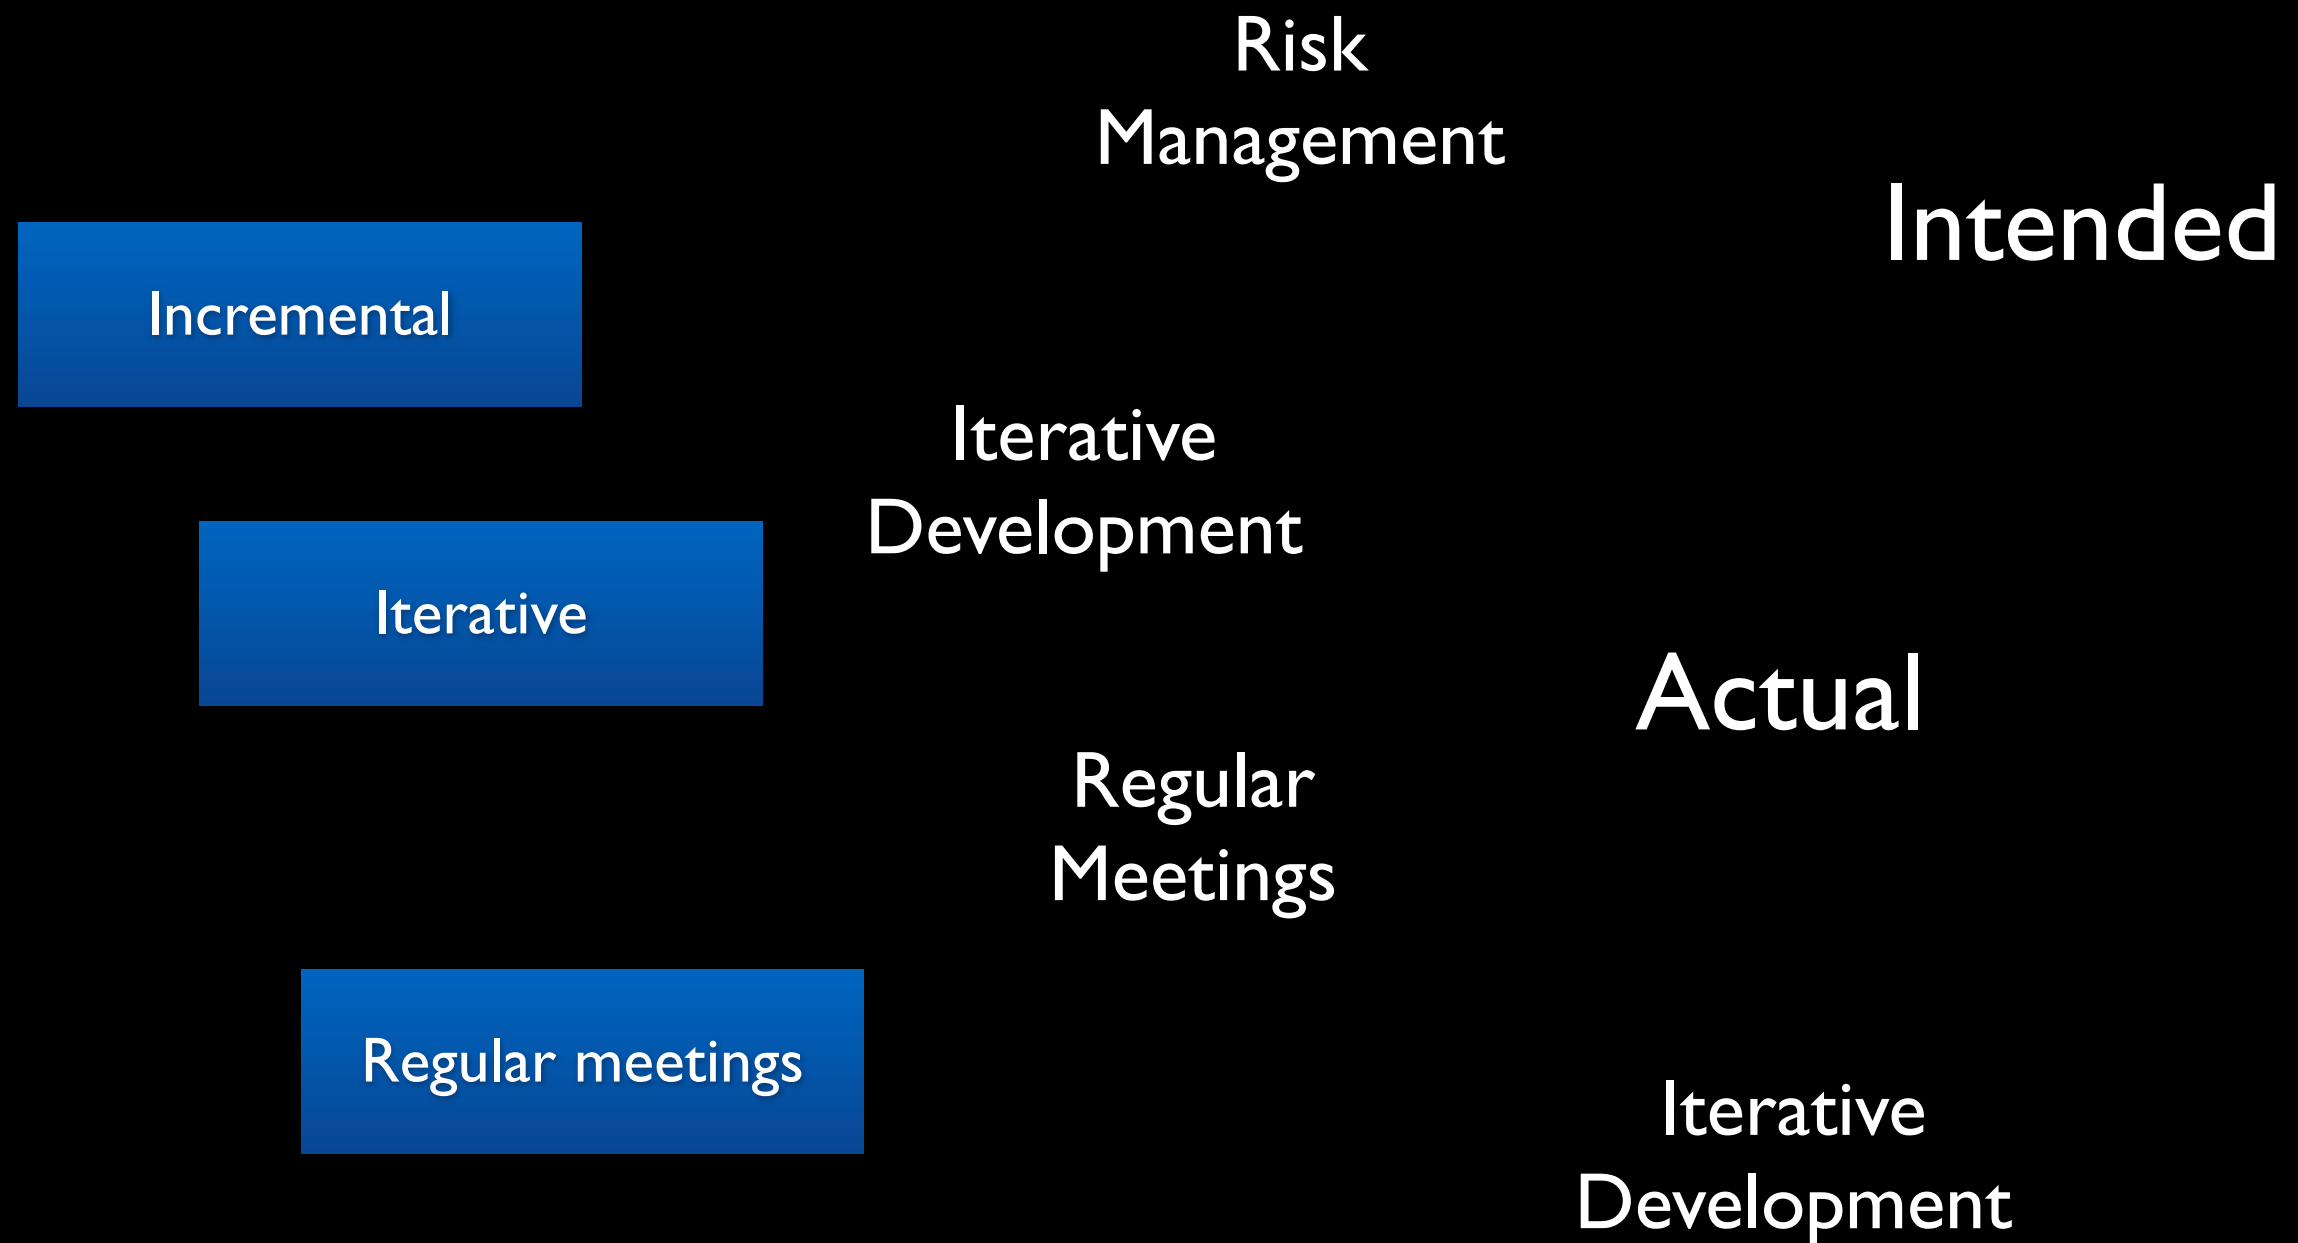 Risk
Management
Intended
Incremental
Iterative
Development
Iterative
Actual
Regular
Meetings
Regular meetings
Iterative
Development